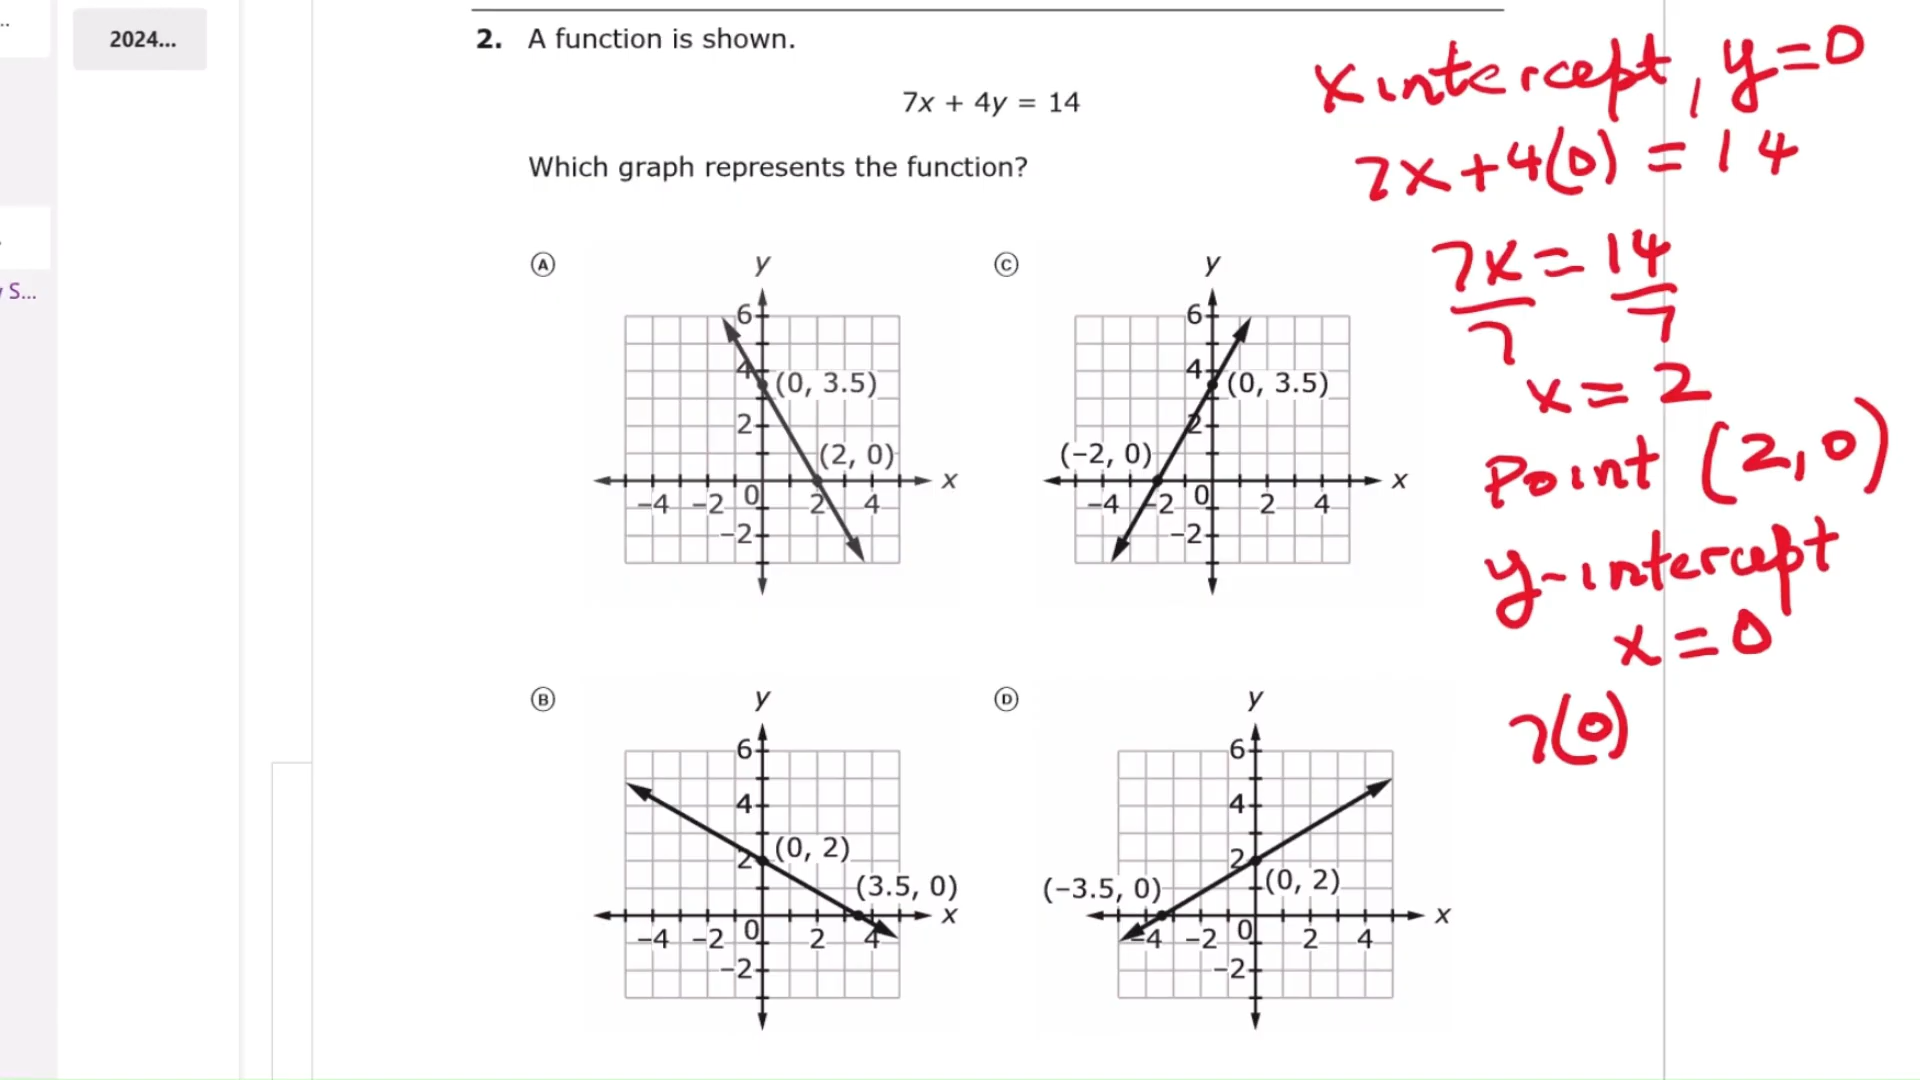 2024...
S...
2. A function is shown.
7x + 4y = 14
Which graph represents the function?
A
y
6
4
(0, 3.5)
2
(2, 0)
x
−4 −2 0 2 4
−2
C
y
6
4
(0, 3.5)
2
(−2, 0)
x
−4 −2 0 2 4
−2
B
y
6
4
2
(0, 2)
(3.5, 0)
x
−4 −2 0 2 4
−2
D
y
6
4
2
(0, 2)
(−3.5, 0)
x
−4 −2 0 2 4
−2
x intercept, y=0
7x+4(0) = 14
7x = 14
7 7
x = 2
Point (2,0)
y-intercept
x=0
7(0)